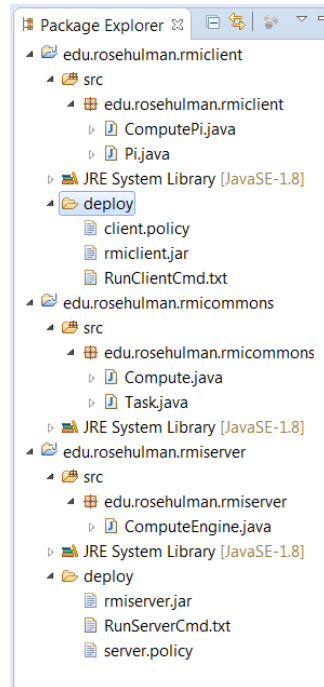 Package Explorer
edu.rosehulman.rmiclient
src
edu.rosehulman.rmiclient
ComputePi.java
Pi.java
JRE System Library [JavaSE-1.8]
deploy
client.policy
rmiclient.jar
RunClientCmd.txt
edu.rosehulman.rmicommons
src
edu.rosehulman.rmicommons
Compute.java
Task.java
JRE System Library [JavaSE-1.8]
edu.rosehulman.rmiserver
src
edu.rosehulman.rmiserver
ComputeEngine.java
JRE System Library [JavaSE-1.8]
deploy
rmiserver.jar
RunServerCmd.txt
server.policy